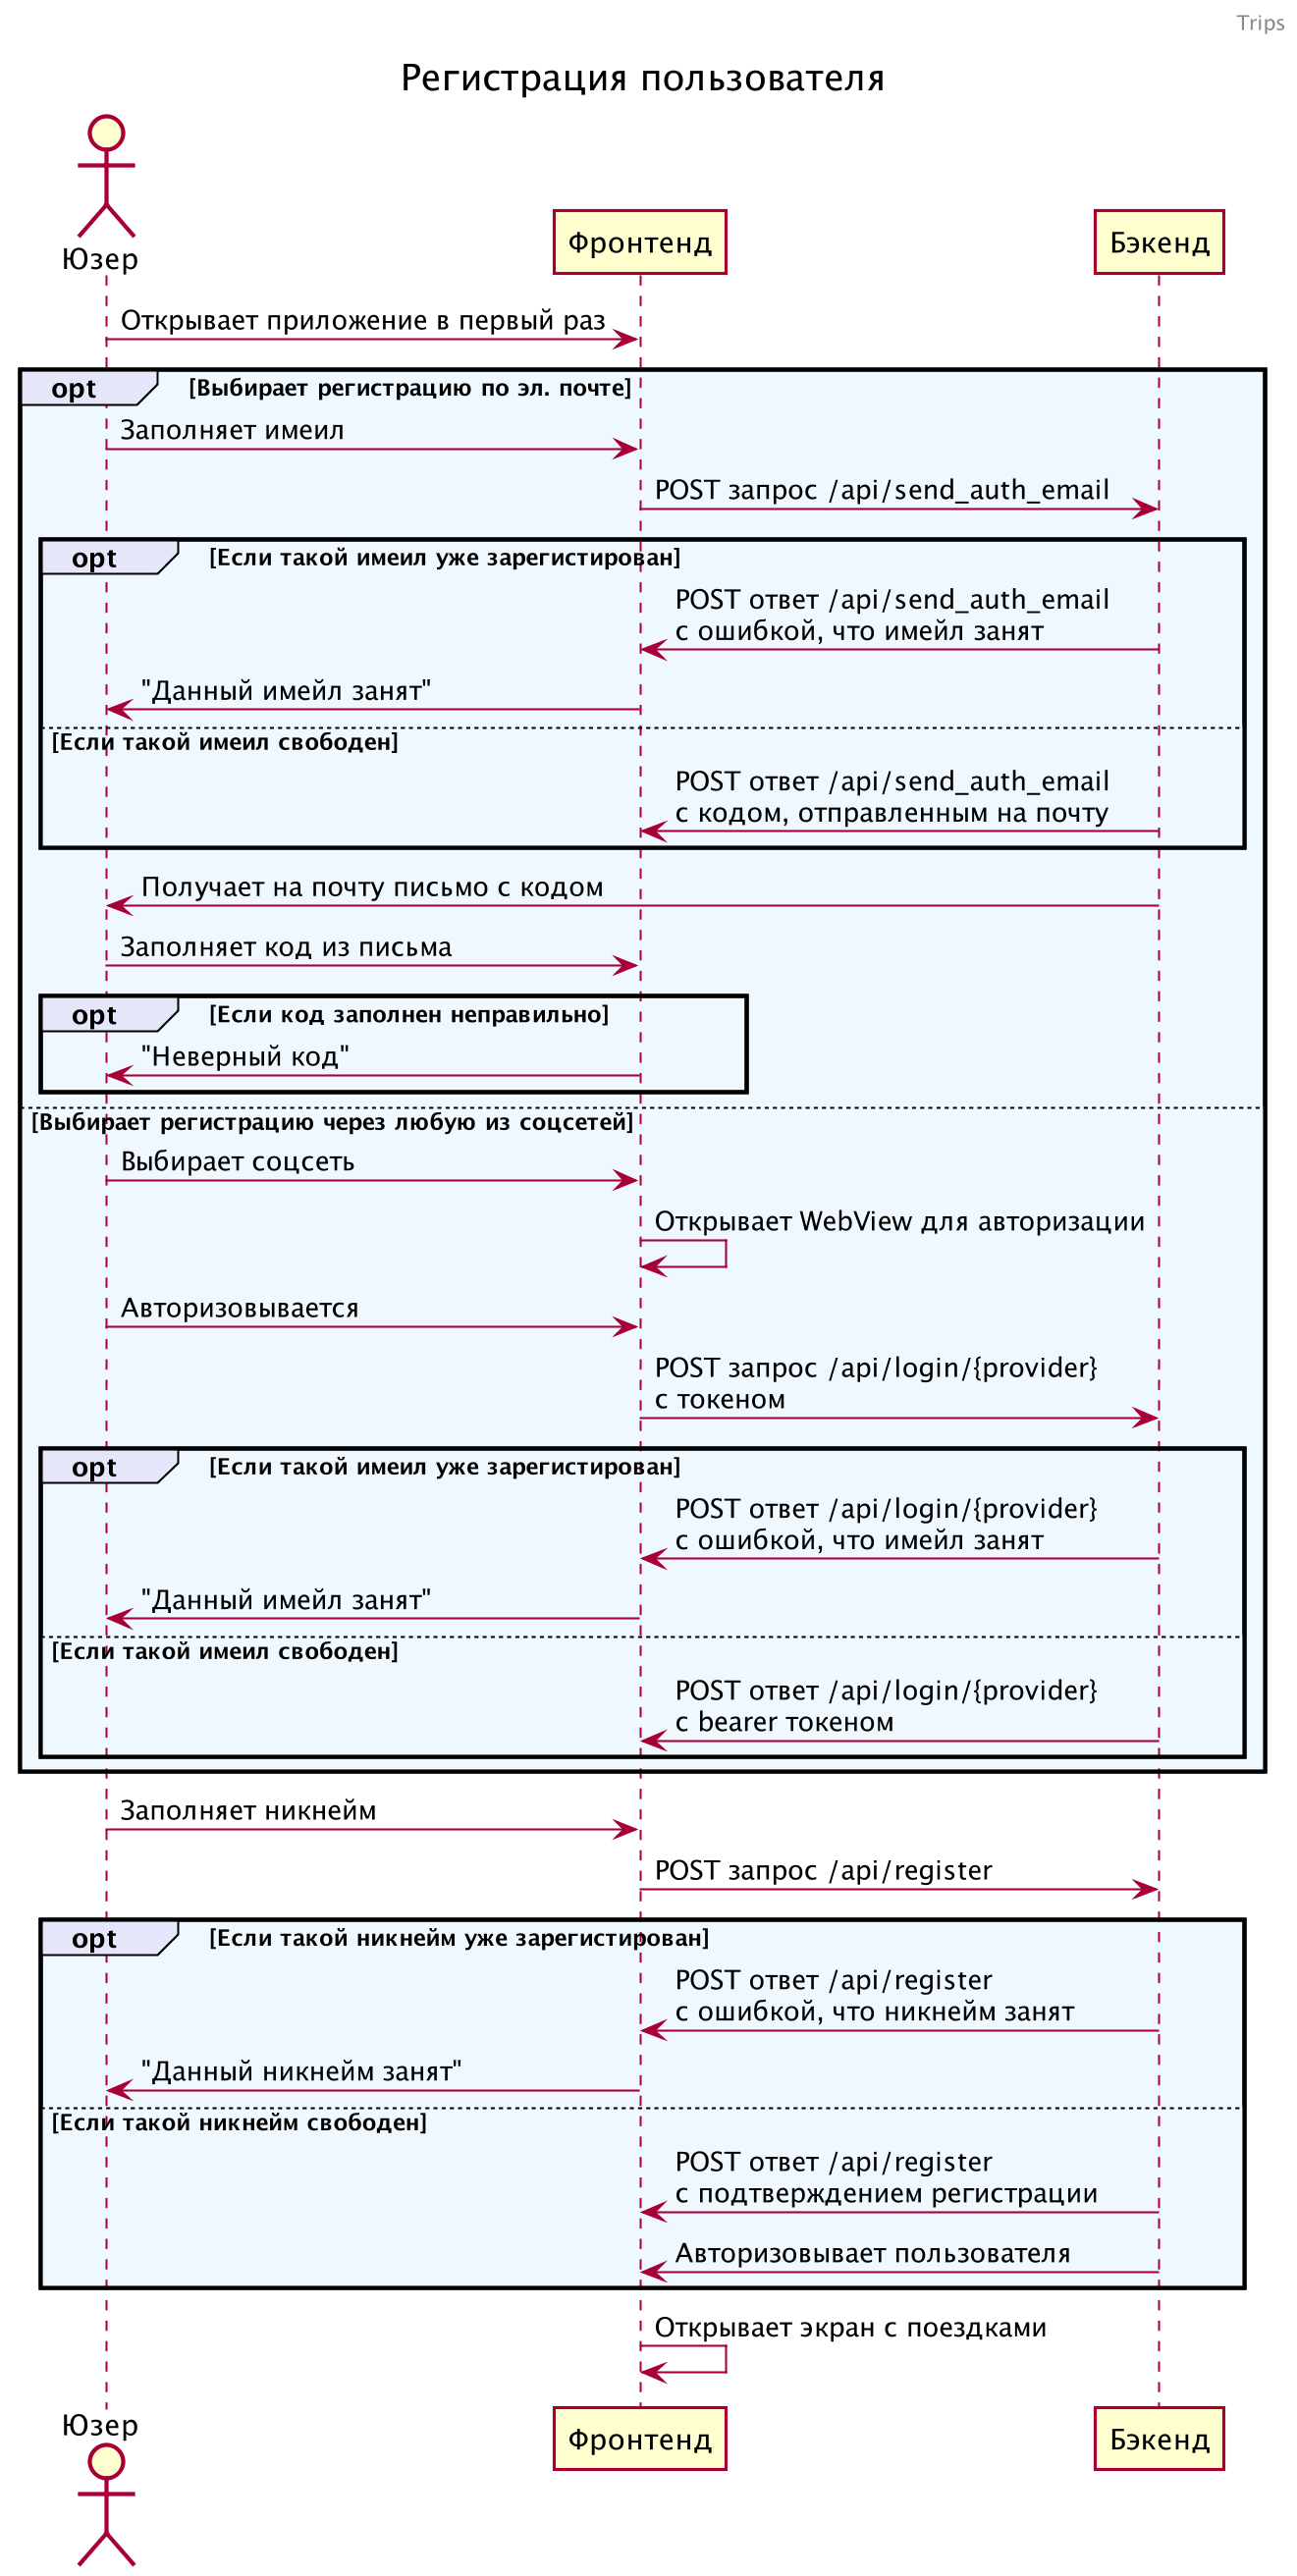 Trips
Регистрация пользователя
Юзер
Фронтенд
Бэкенд
Открывает приложение в первый раз
opt
[Выбирает регистрацию по эл. почте]
Заполняет имеил
POST запрос /api/send_auth_email
opt
[Если такой имеил уже зарегистирован]
POST ответ /api/send_auth_email
с ошибкой, что имейл занят
"Данный имейл занят"
[Если такой имеил свободен]
POST ответ /api/send_auth_email
с кодом, отправленным на почту
Получает на почту письмо с кодом
Заполняет код из письма
opt
[Если код заполнен неправильно]
"Неверный код"
[Выбирает регистрацию через любую из соцсетей]
Выбирает соцсеть
Открывает WebView для авторизации
Авторизовывается
POST запрос /api/login/{provider}
с токеном
opt
[Если такой имеил уже зарегистирован]
POST ответ /api/login/{provider}
с ошибкой, что имейл занят
"Данный имейл занят"
[Если такой имеил свободен]
POST ответ /api/login/{provider}
с bearer токеном
Заполняет никнейм
POST запрос /api/register
opt
[Если такой никнейм уже зарегистирован]
POST ответ /api/register
с ошибкой, что никнейм занят
"Данный никнейм занят"
[Если такой никнейм свободен]
POST ответ /api/register
с подтверждением регистрации
Авторизовывает пользователя
Открывает экран с поездками
Юзер
Фронтенд
Бэкенд